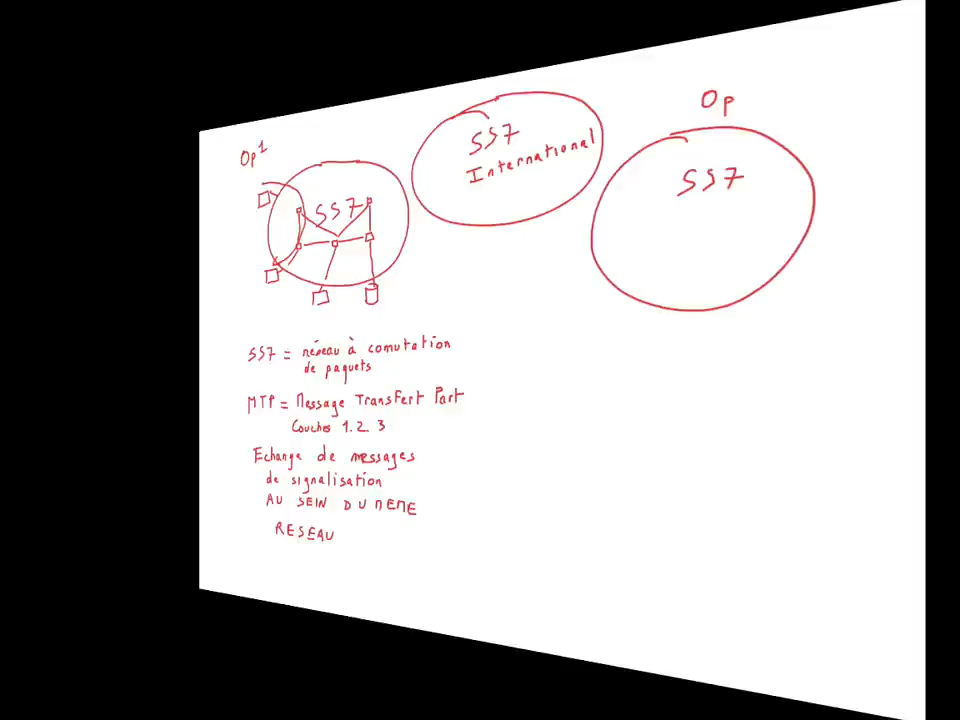 Op1
SS7
SS7
International
Op
SS7
SS7 = réseau à comutation
de paquets
MTP = Message Transfert Part
Couches 1.2.3
Echange de messages
de signalisation
AU SEIN DU MEME
RESEAU